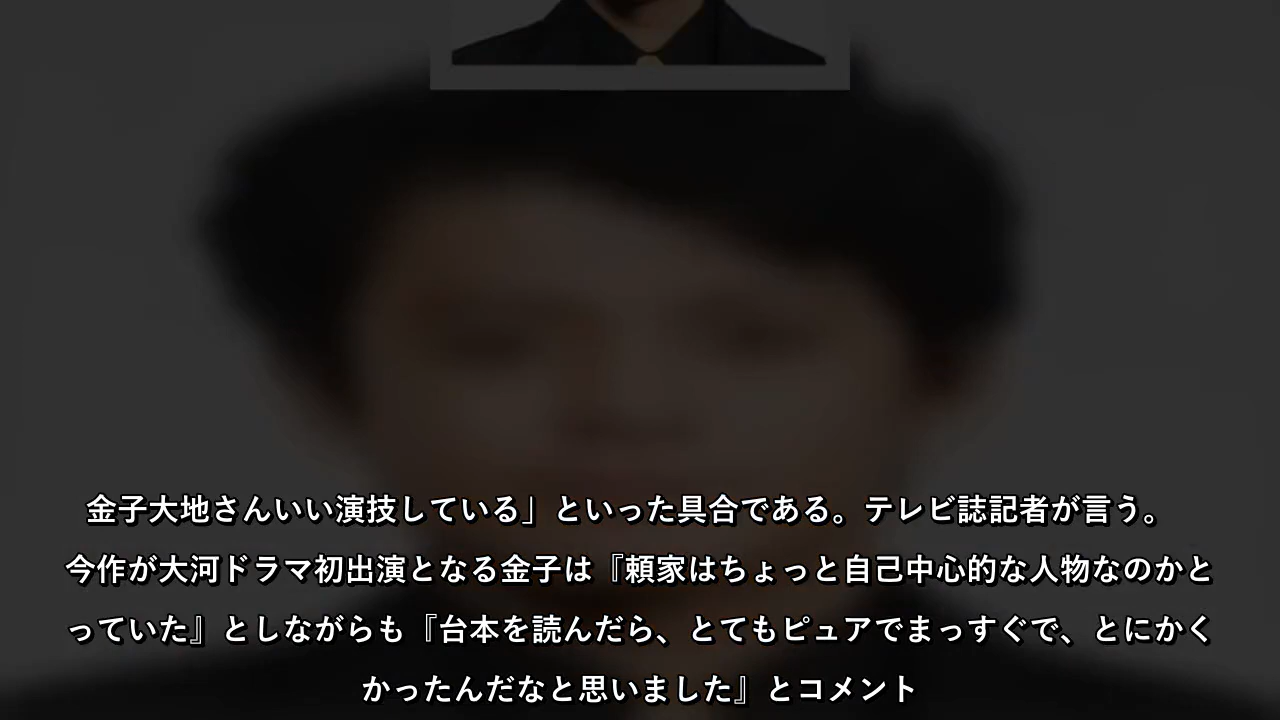 金子大地さんいい演技している」といった具合である。テレビ誌記者が言う。
今作が大河ドラマ初出演となる金子は『頼家はちょっと自己中心的な人物なのかと
っていた』としながらも『台本を読んだら、とてもピュアでまっすぐで、とにかく
かったんだなと思いました』とコメント